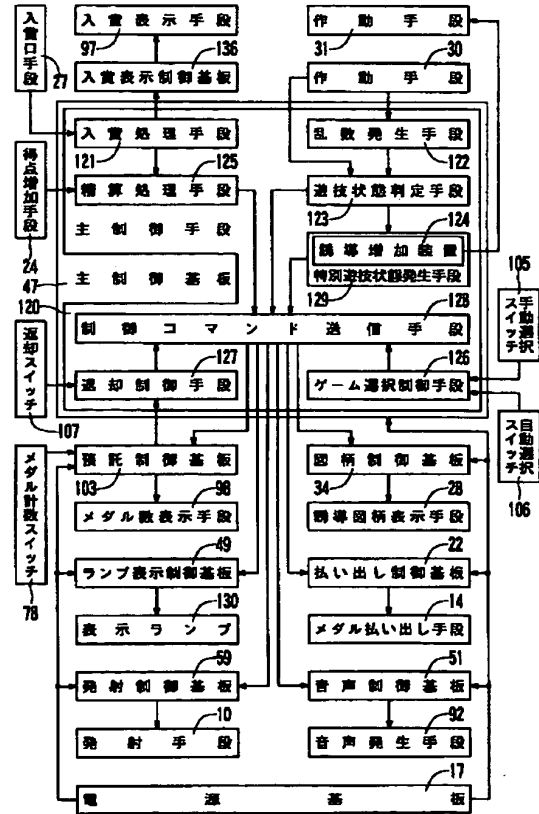 入賞口手段
27
入賞表示手段
97
136
入賞表示制御基板
作動手段
31
30
作動手段
入賞処理手段
121
125
精算処理手段
乱数発生手段
122
遊技状態判定手段
123
124
誘導増加装置
特別遊技状態発生手段
129
得点増加手段
24
主制御手段
47
主制御基板
120
128
制御コマンド送信手段
105
手動選択スイッチ
返却スイッチ
107
127
返却制御手段
126
ゲーム選択制御手段
自動選択スイッチ
106
メダル計数スイッチ
78
預託制御基板
103
98
メダル数表示手段
図柄制御基板
34
28
誘導図柄表示手段
49
ランプ表示制御基板
130
表示ランプ
22
払い出し制御基板
14
メダル払い出し手段
59
発射制御基板
10
発射手段
51
音声制御基板
92
音声発生手段
17
電源基板